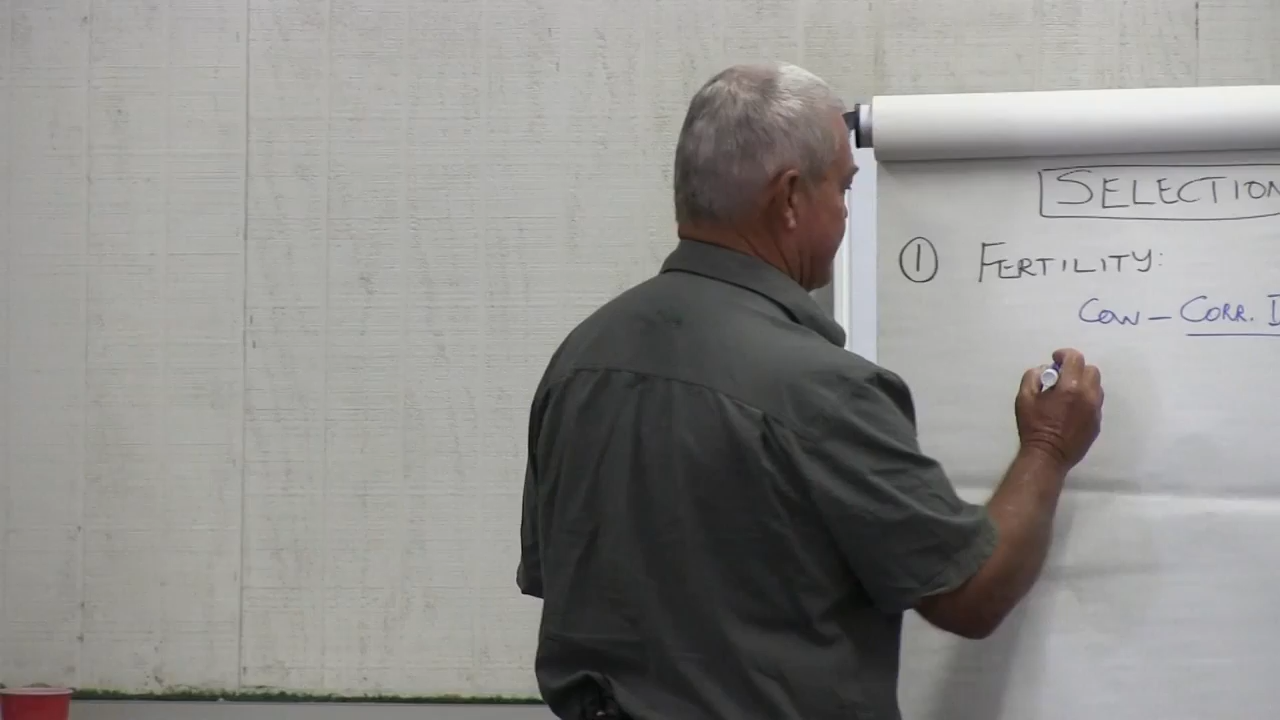 SELECTION
① FERTILITY:
Cow – CORR. I